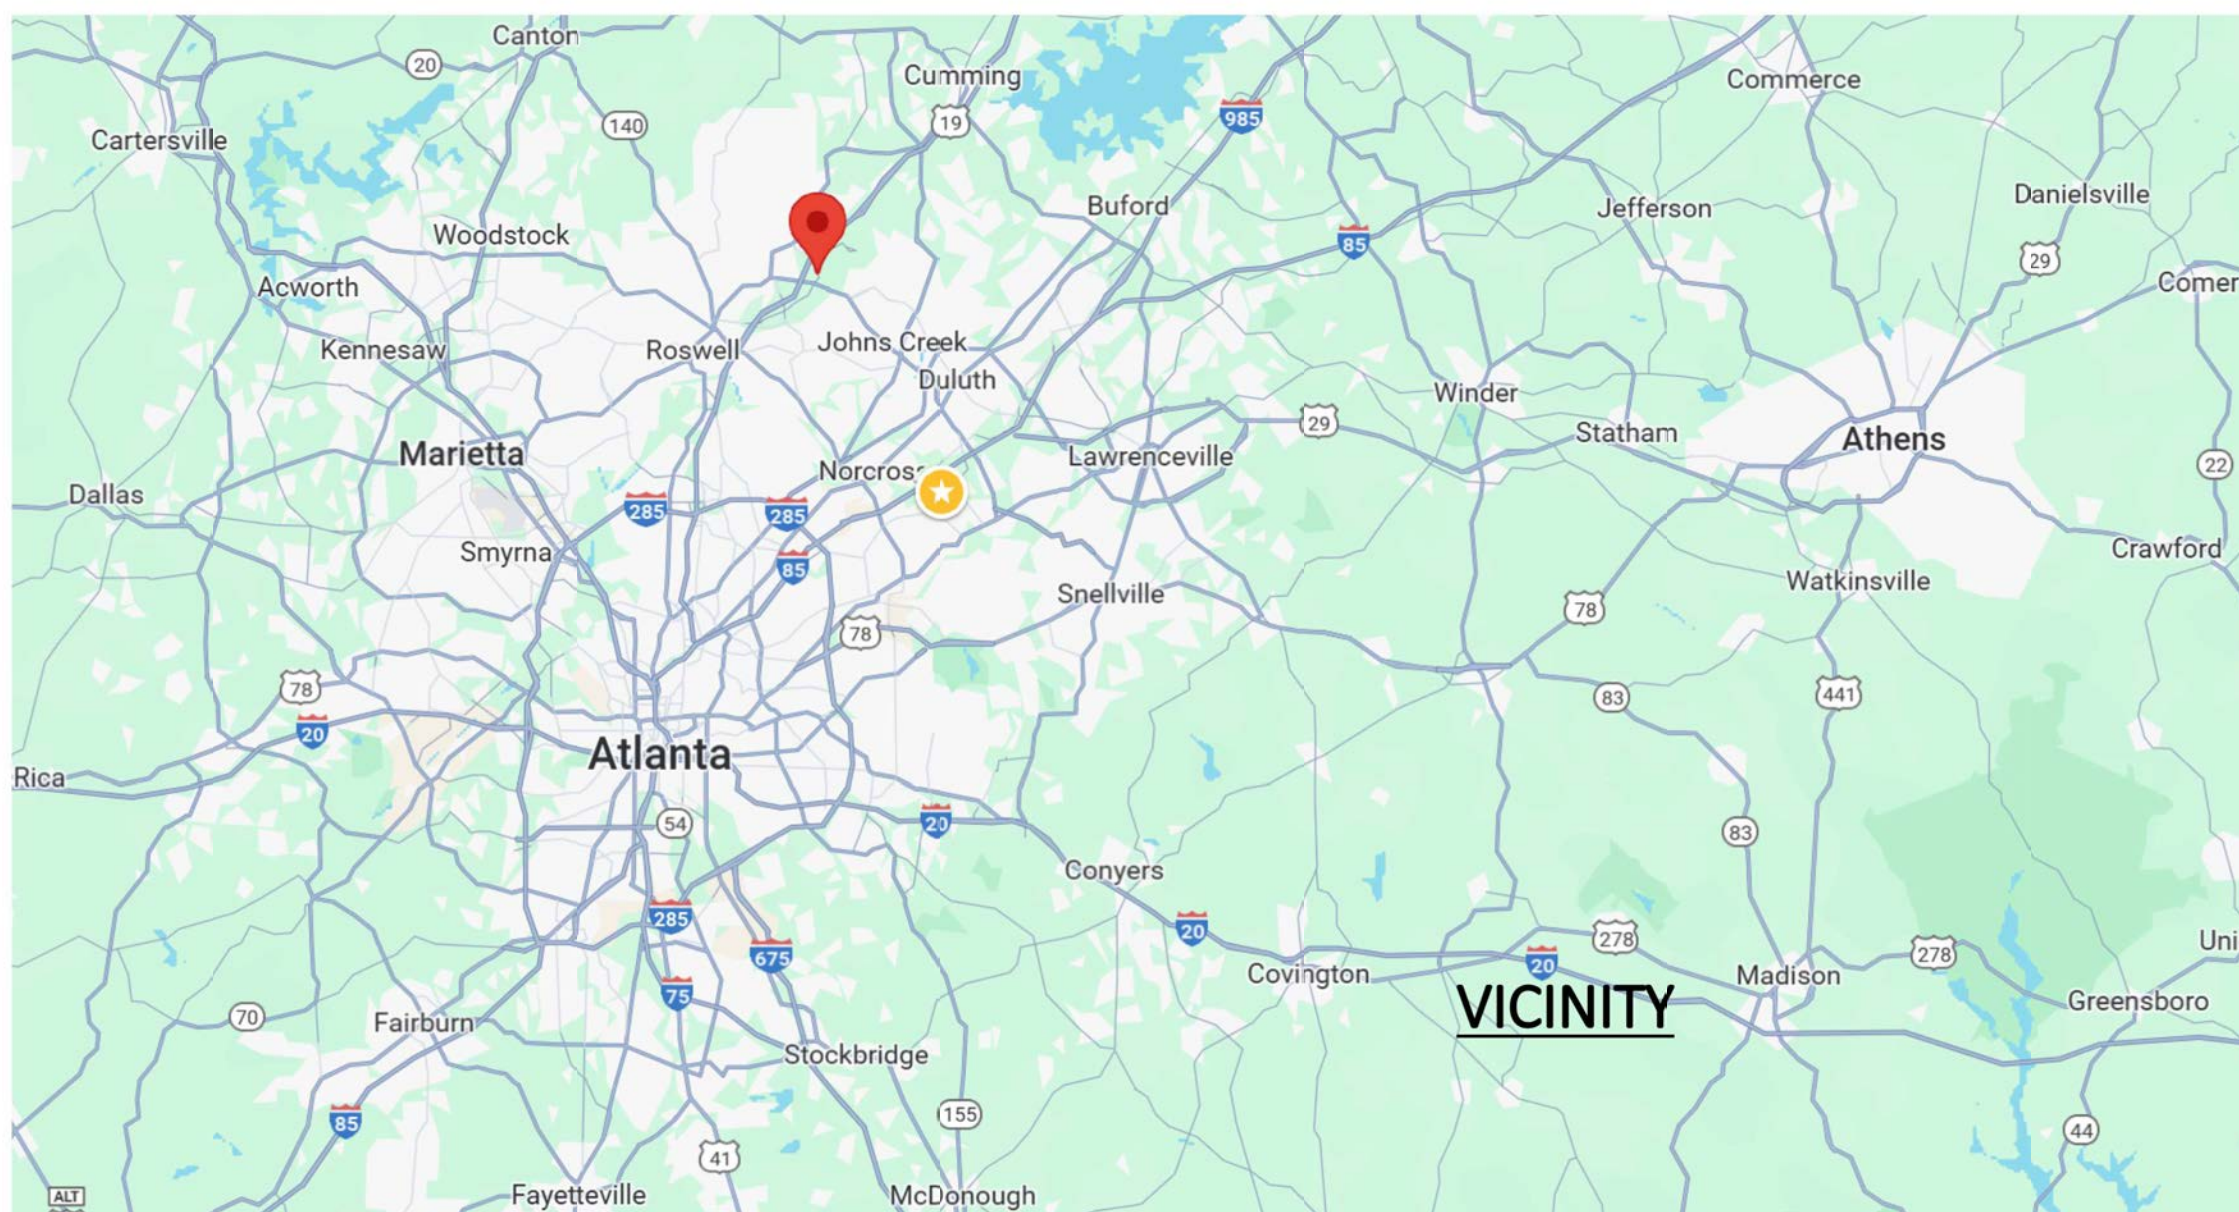 Canton
20
Cumming
Commerce
19
985
140
Cartersville
Danielsville
Buford
Jefferson
Woodstock
85
29
Acworth
Comer
Johns Creek
Kennesaw
Roswell
Duluth
Winder
29
Statham
Athens
Marietta
Lawrenceville
22
Norcross
Dallas
285
285
Smyrna
Crawford
85
Watkinsville
Snellville
78
78
78
441
83
20
Atlanta
Rica
54
20
83
Conyers
285
20
278
Uni
278
675
20
Covington
Madison
75
VICINITY
Greensboro
70
Fairburn
Stockbridge
155
85
44
41
ALT
Fayetteville
McDonough